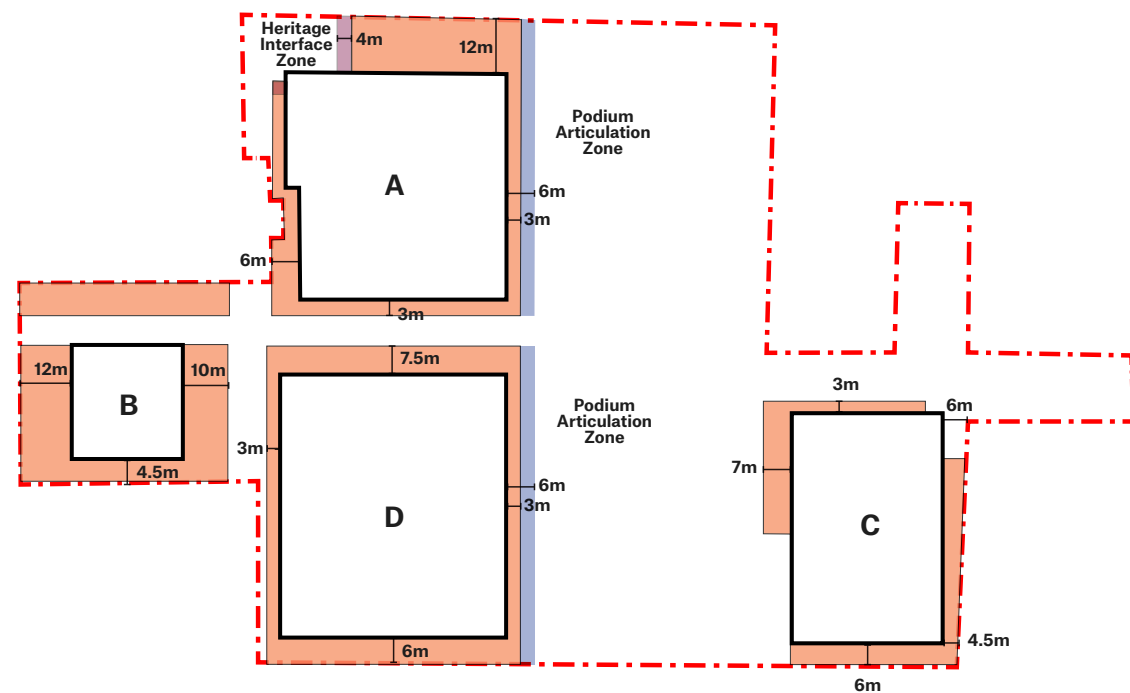 Heritage
Interface
Zone
4m
12m
Podium
Articulation
Zone
A
6m
3m
6m
3m
7.5m
12m
10m
B
4.5m
3m
Podium
Articulation
Zone
6m
3m
D
6m
3m
6m
7m
C
4.5m
6m